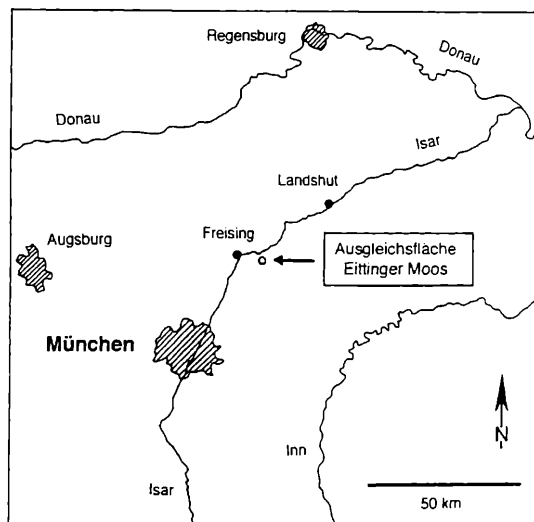 Regensburg
Donau
Donau
Isar
Landshut
Augsburg
Freising
Ausgleichsfläche
Eittinger Moos
München
N
Inn
Isar
50 km